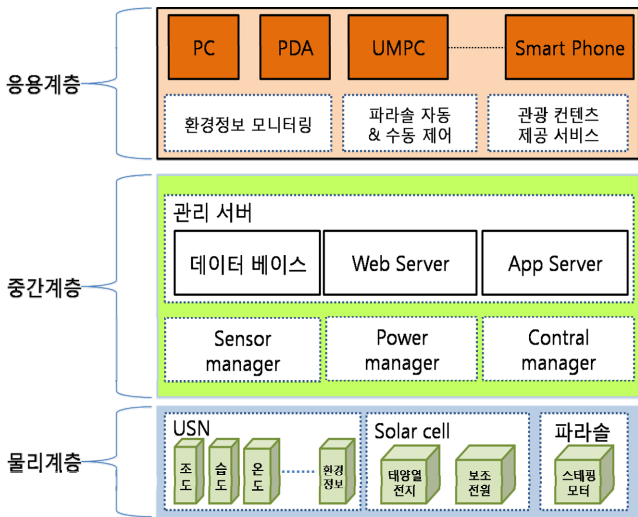 응용계층
PC
PDA
UMPC
Smart Phone
환경정보 모니터링
파라솔 자동
& 수동 제어
관광 컨텐츠
제공 서비스
중간계층
관리 서버
데이터 베이스
Web Server
App Server
Sensor
manager
Power
manager
Contral
manager
물리계층
USN
조
도
습
도
온
도
환경
정보
Solar cell
태양열
전지
보조
전원
파라솔
스테핑
모터